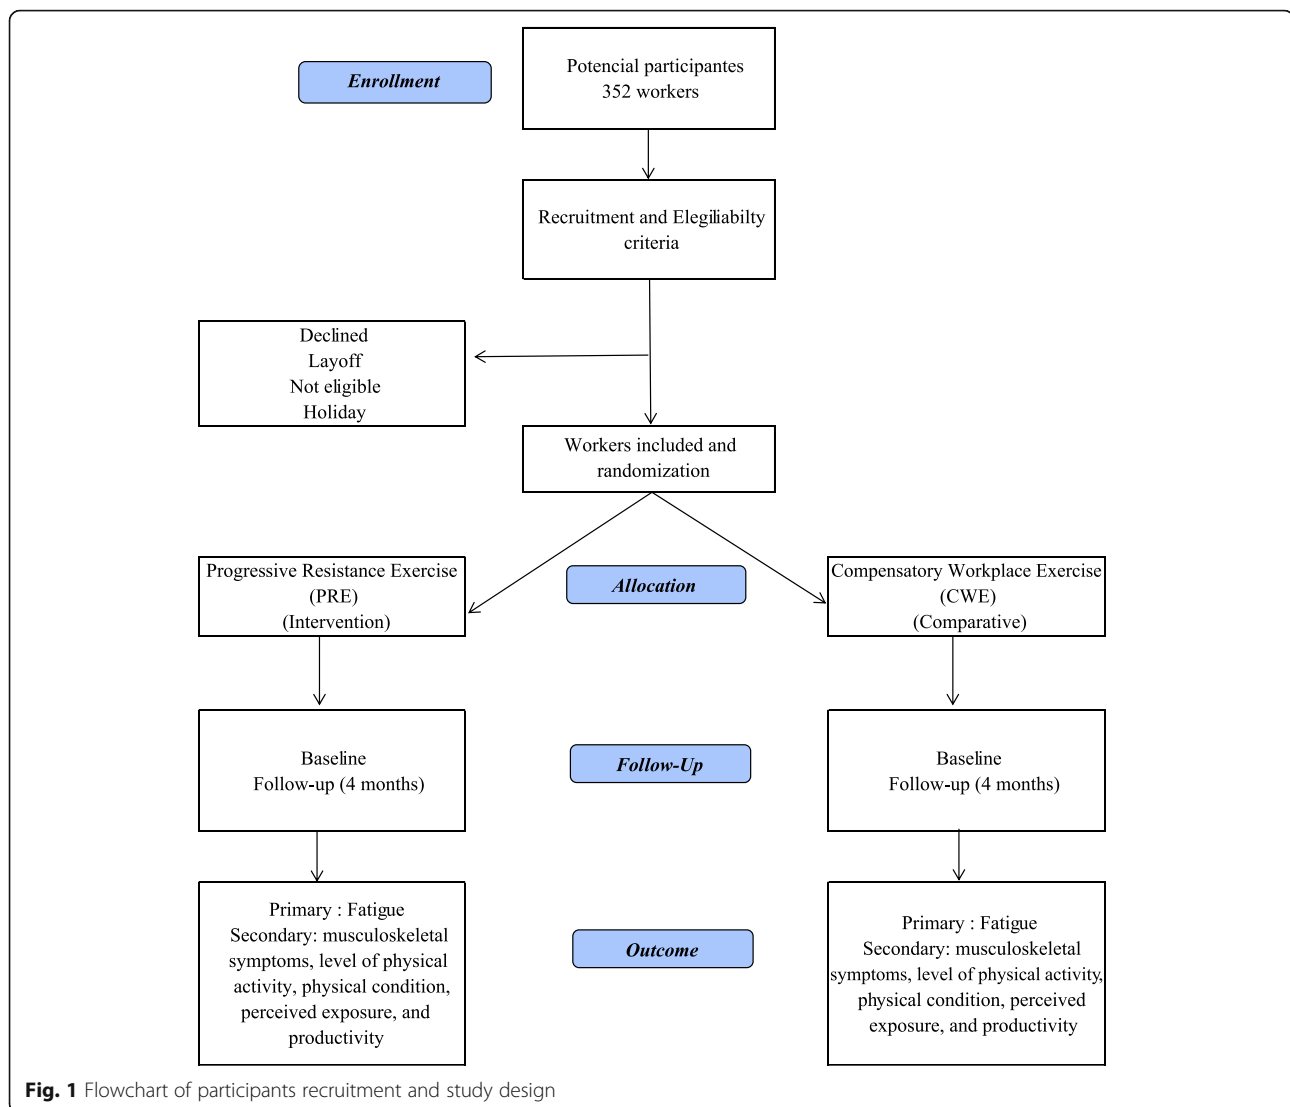 Enrollment
Potencial participantes
352 workers
Recruitment and Elegiliabilty
criteria
Declined
Layoff
Not eligible
Holiday
Workers included and
randomization
Progressive Resistance Exercise
(PRE)
(Intervention)
Allocation
Compensatory Workplace Exercise
(CWE)
(Comparative)
Baseline
Follow-up (4 months)
Follow-Up
Baseline
Follow-up (4 months)
Primary : Fatigue
Secondary: musculoskeletal
symptoms, level of physical
activity, physical condition,
perceived exposure, and
productivity
Outcome
Primary : Fatigue
Secondary: musculoskeletal
symptoms, level of physical activity,
physical condition, perceived
exposure, and productivity
Fig. 1 Flowchart of participants recruitment and study design